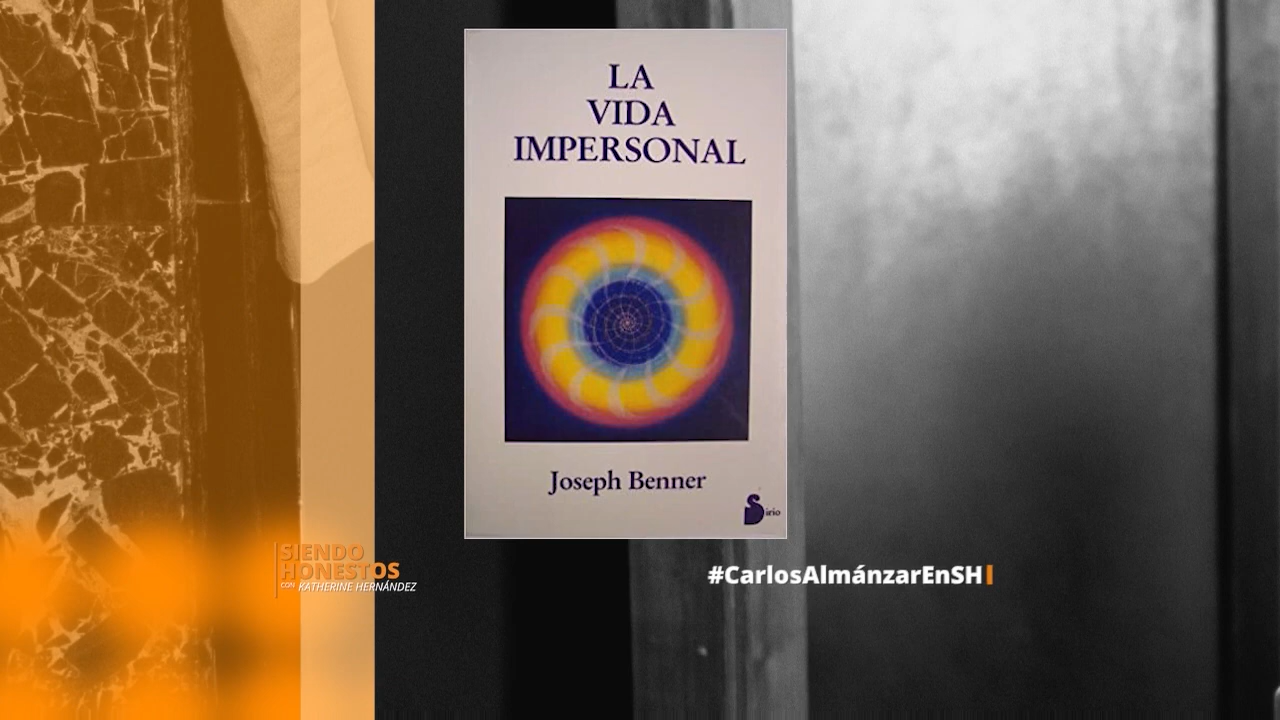 LA
VIDA
IMPERSONAL
Joseph Benner
Sirio
SIENDO
HONESTOS
CON KATHERINE HERNÁNDEZ
#CarlosAlmánzarEnSH